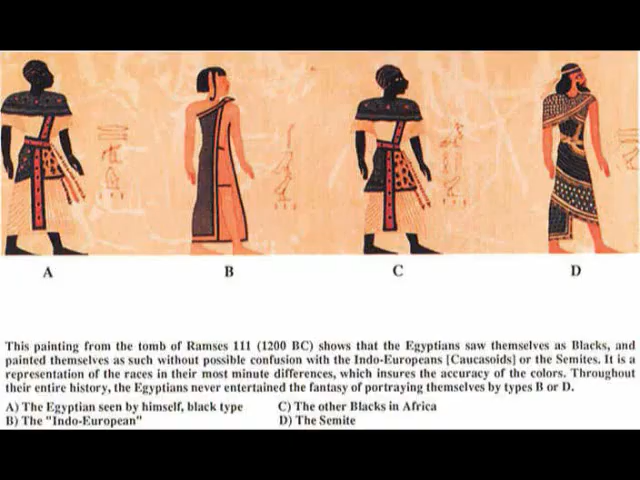 A B C D
This painting from the tomb of Ramses 111 (1200 BC) shows that the Egyptians saw themselves as Blacks, and
painted themselves as such without possible confusion with the Indo-Europeans [Caucasoids] or the Semites. It is a
representation of the races in their most minute differences, which insures the accuracy of the colors. Throughout
their entire history, the Egyptians never entertained the fantasy of portraying themselves by types B or D.
A) The Egyptian seen by himself, black type C) The other Blacks in Africa
B) The "Indo-European" D) The Semite